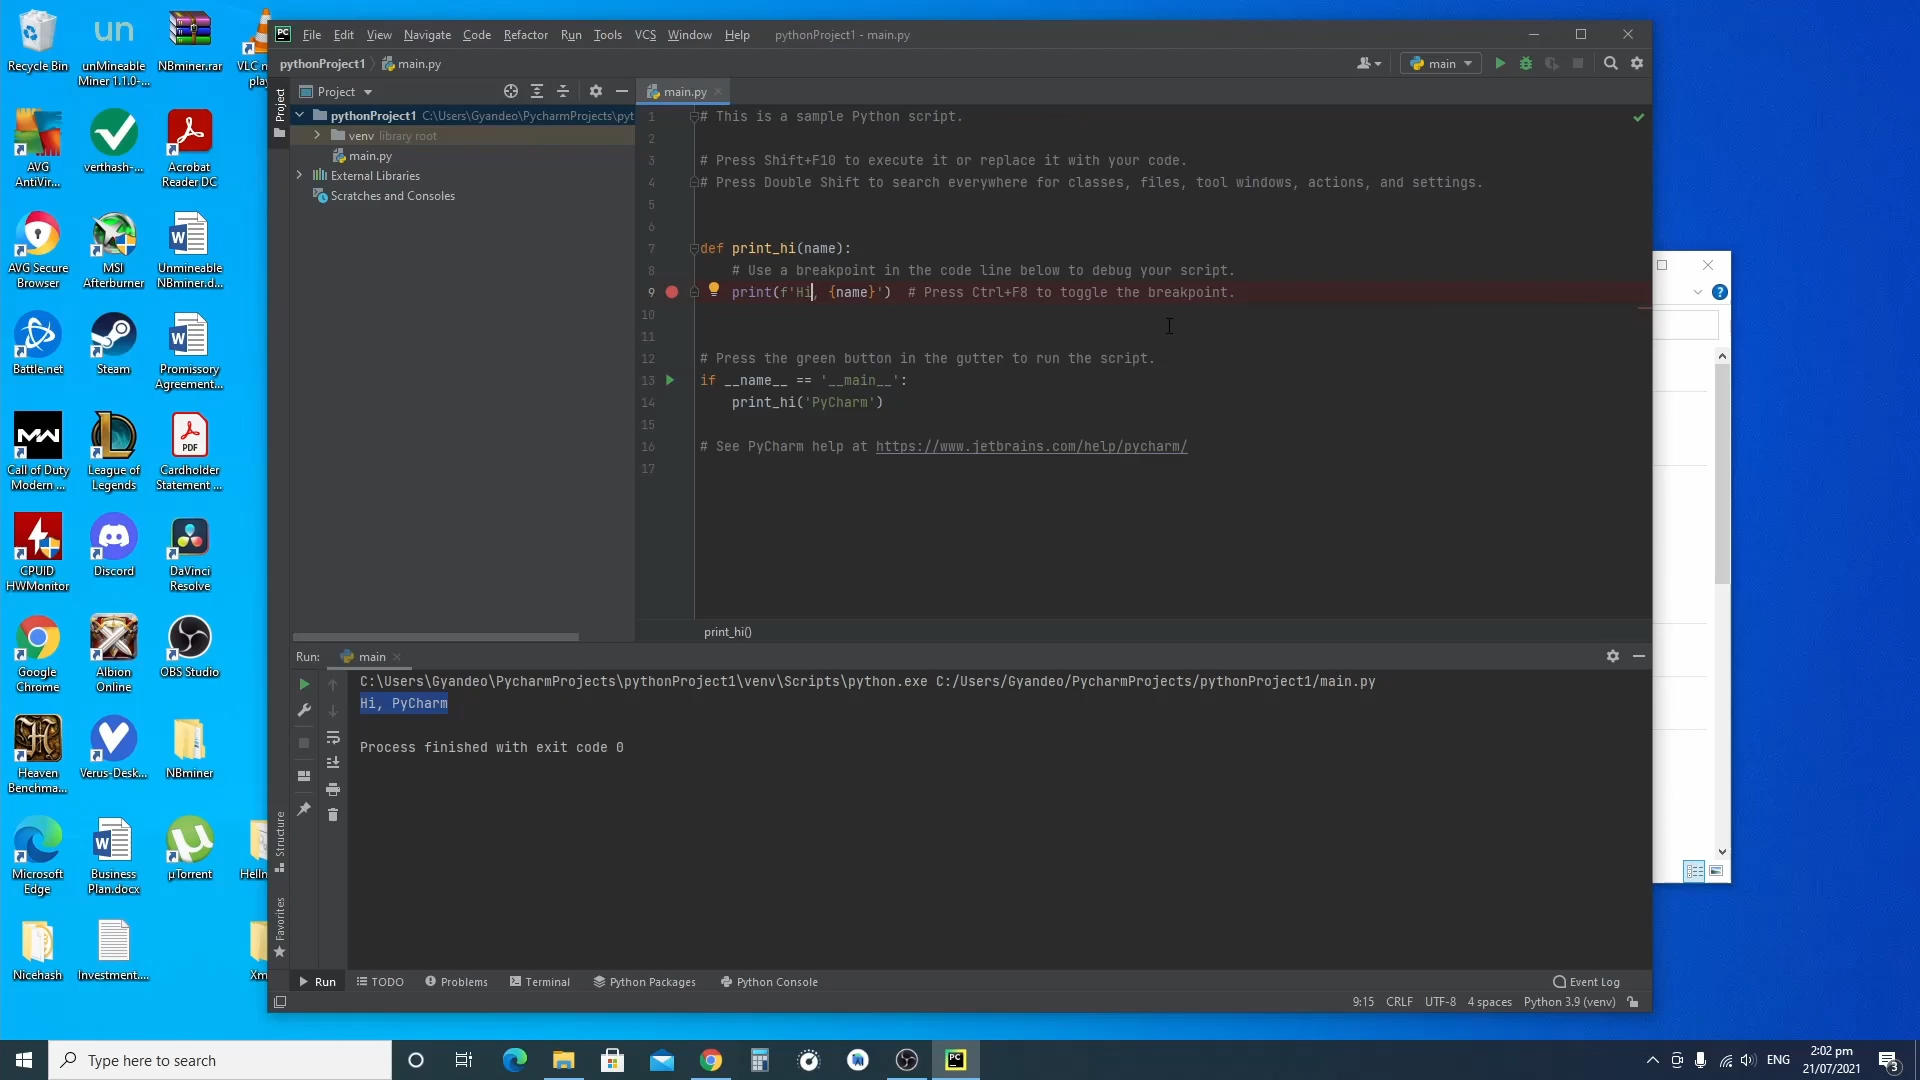 Recycle Bin
unMineable
Miner 1.1.0-...
NBminer.rar
AVG
AntiVir...
verthash-...
Acrobat
Reader DC
AVG Secure
Browser
MSI
Afterburner
Unmineable
NBminer.d...
Battle.net
Steam
Promissory
Agreement...
Call of Duty
Modern ...
League of
Legends
Cardholder
Statement ...
CPUID
HWMonitor
Discord
DaVinci
Resolve
Google
Chrome
Albion
Online
OBS Studio
Heaven
Benchma...
Verus-Desk...
NBminer
Microsoft
Edge
Business
Plan.docx
µTorrent
Nicehash
Investment....
File Edit View Navigate Code Refactor Run Tools VCS Window Help pythonProject1 - main.py
pythonProject1 main.py
main
Project
Project
main.py
pythonProject1 C:\Users\Gyandeo\PycharmProjects\pyt
venv library root
main.py
External Libraries
Scratches and Consoles
1 # This is a sample Python script.
2
3 # Press Shift+F10 to execute it or replace it with your code.
4 # Press Double Shift to search everywhere for classes, files, tool windows, actions, and settings.
5
6
7 def print_hi(name):
8 # Use a breakpoint in the code line below to debug your script.
9 print(f'Hi, {name}')  # Press Ctrl+F8 to toggle the breakpoint.
10
11
12 # Press the green button in the gutter to run the script.
13 if __name__ == '__main__':
14 print_hi('PyCharm')
15
16 # See PyCharm help at https://www.jetbrains.com/help/pycharm/
17
print_hi()
Run: main
C:\Users\Gyandeo\PycharmProjects\pythonProject1\venv\Scripts\python.exe C:/Users/Gyandeo/PycharmProjects/pythonProject1/main.py
Hi, PyCharm
Process finished with exit code 0
Structure
Favorites
Run TODO Problems Terminal Python Packages Python Console Event Log
9:15 CRLF UTF-8 4 spaces Python 3.9 (venv)
Type here to search
ENG
2:02 pm
21/07/2021
3